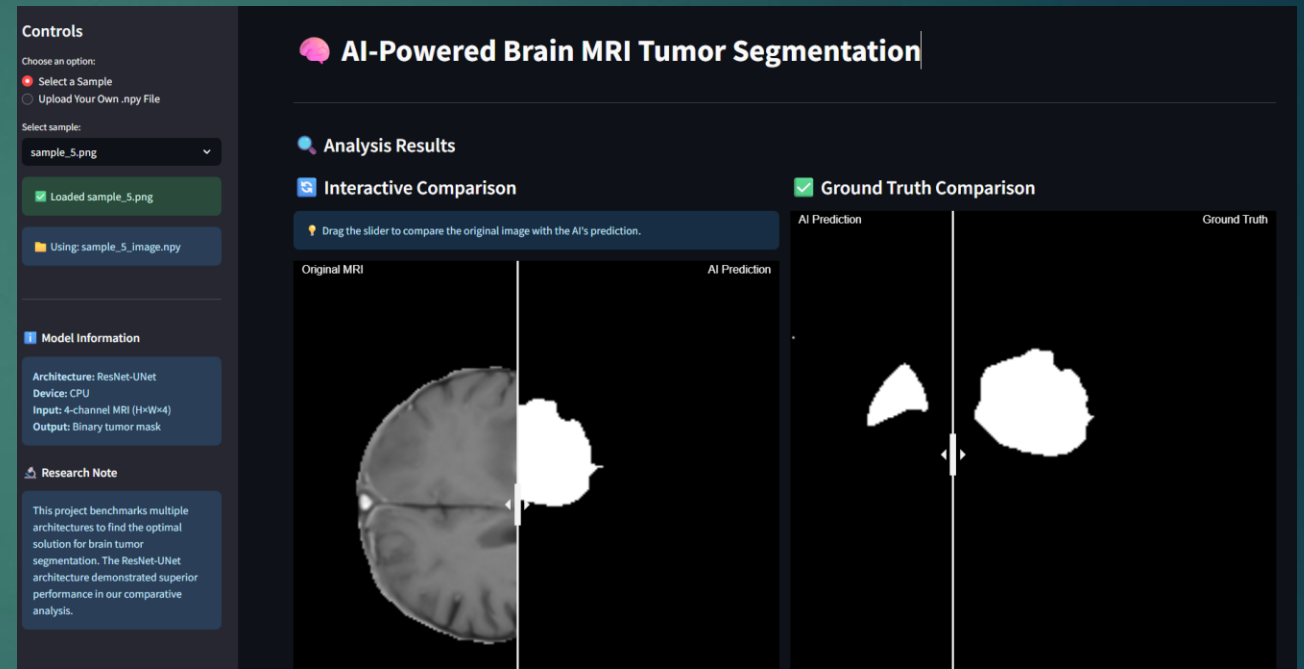 Controls
Choose an option:
Select a Sample
Upload Your Own .npy File
Select sample:
sample_5.png
✅ Loaded sample_5.png
📁 Using: sample_5_image.npy
ℹ️ Model Information
Architecture: ResNet-UNet
Device: CPU
Input: 4-channel MRI (H×W×4)
Output: Binary tumor mask
🔬 Research Note
This project benchmarks multiple
architectures to find the optimal
solution for brain tumor
segmentation. The ResNet-UNet
architecture demonstrated superior
performance in our comparative
analysis.
🧠 AI-Powered Brain MRI Tumor Segmentation
🔍 Analysis Results
🔄 Interactive Comparison
💡 Drag the slider to compare the original image with the AI's prediction.
Original MRI
AI Prediction
✅ Ground Truth Comparison
AI Prediction
Ground Truth